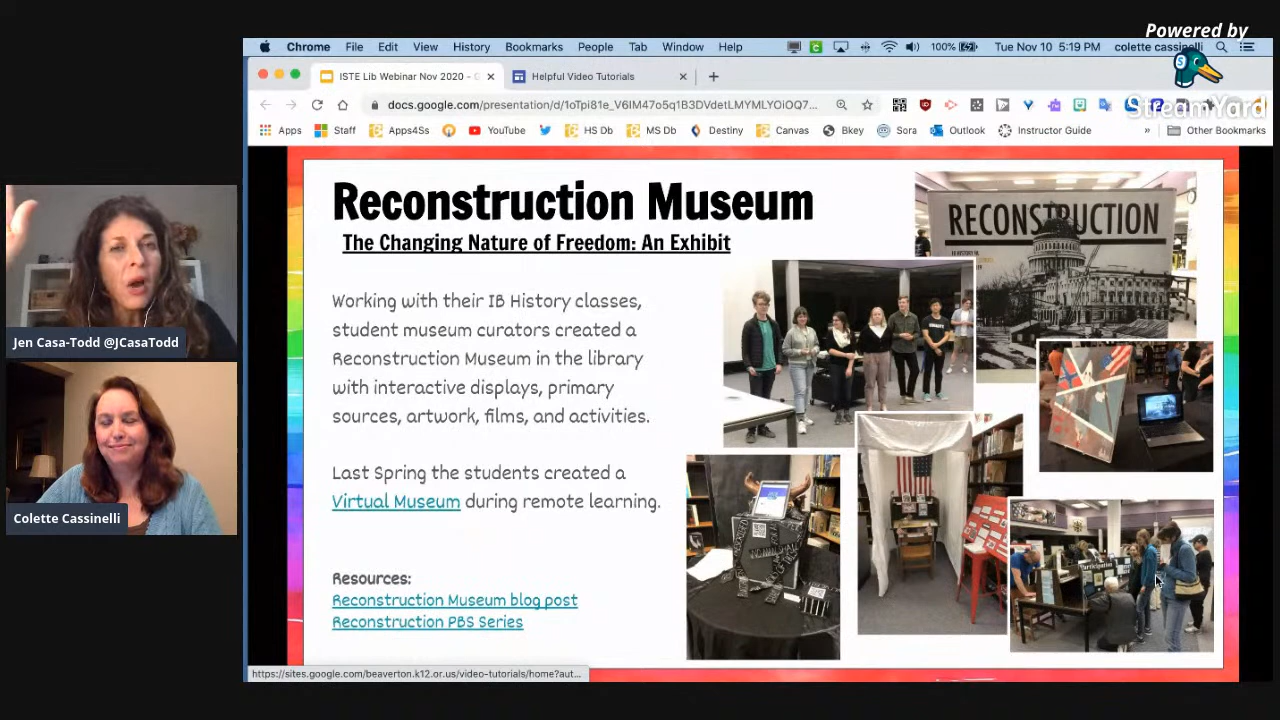 Powered by
StreamYard
Chrome File Edit View History Bookmarks People Tab Window Help
100% Tue Nov 10 5:19 PM colette cassinelli
ISTE Lib Webinar Nov 2020 - G
Helpful Video Tutorials
docs.google.com/presentation/d/1oTpi81e_V6IM47o5q1B3DVdetLMYMLYOiOQ7...
Apps Staff Apps4Ss YouTube HS Db MS Db Destiny Canvas Bkey Sora Outlook Instructor Guide » Other Bookmarks
Reconstruction Museum
The Changing Nature of Freedom: An Exhibit
Working with their IB History classes,
student museum curators created a
Reconstruction Museum in the library
with interactive displays, primary
sources, artwork, films, and activities.
Last Spring the students created a
Virtual Museum during remote learning.
Resources:
Reconstruction Museum blog post
Reconstruction PBS Series
RECONSTRUCTION
Participation
Jen Casa-Todd @JCasaTodd
Colette Cassinelli
https://sites.google.com/beaverton.k12.or.us/video-tutorials/home?aut...